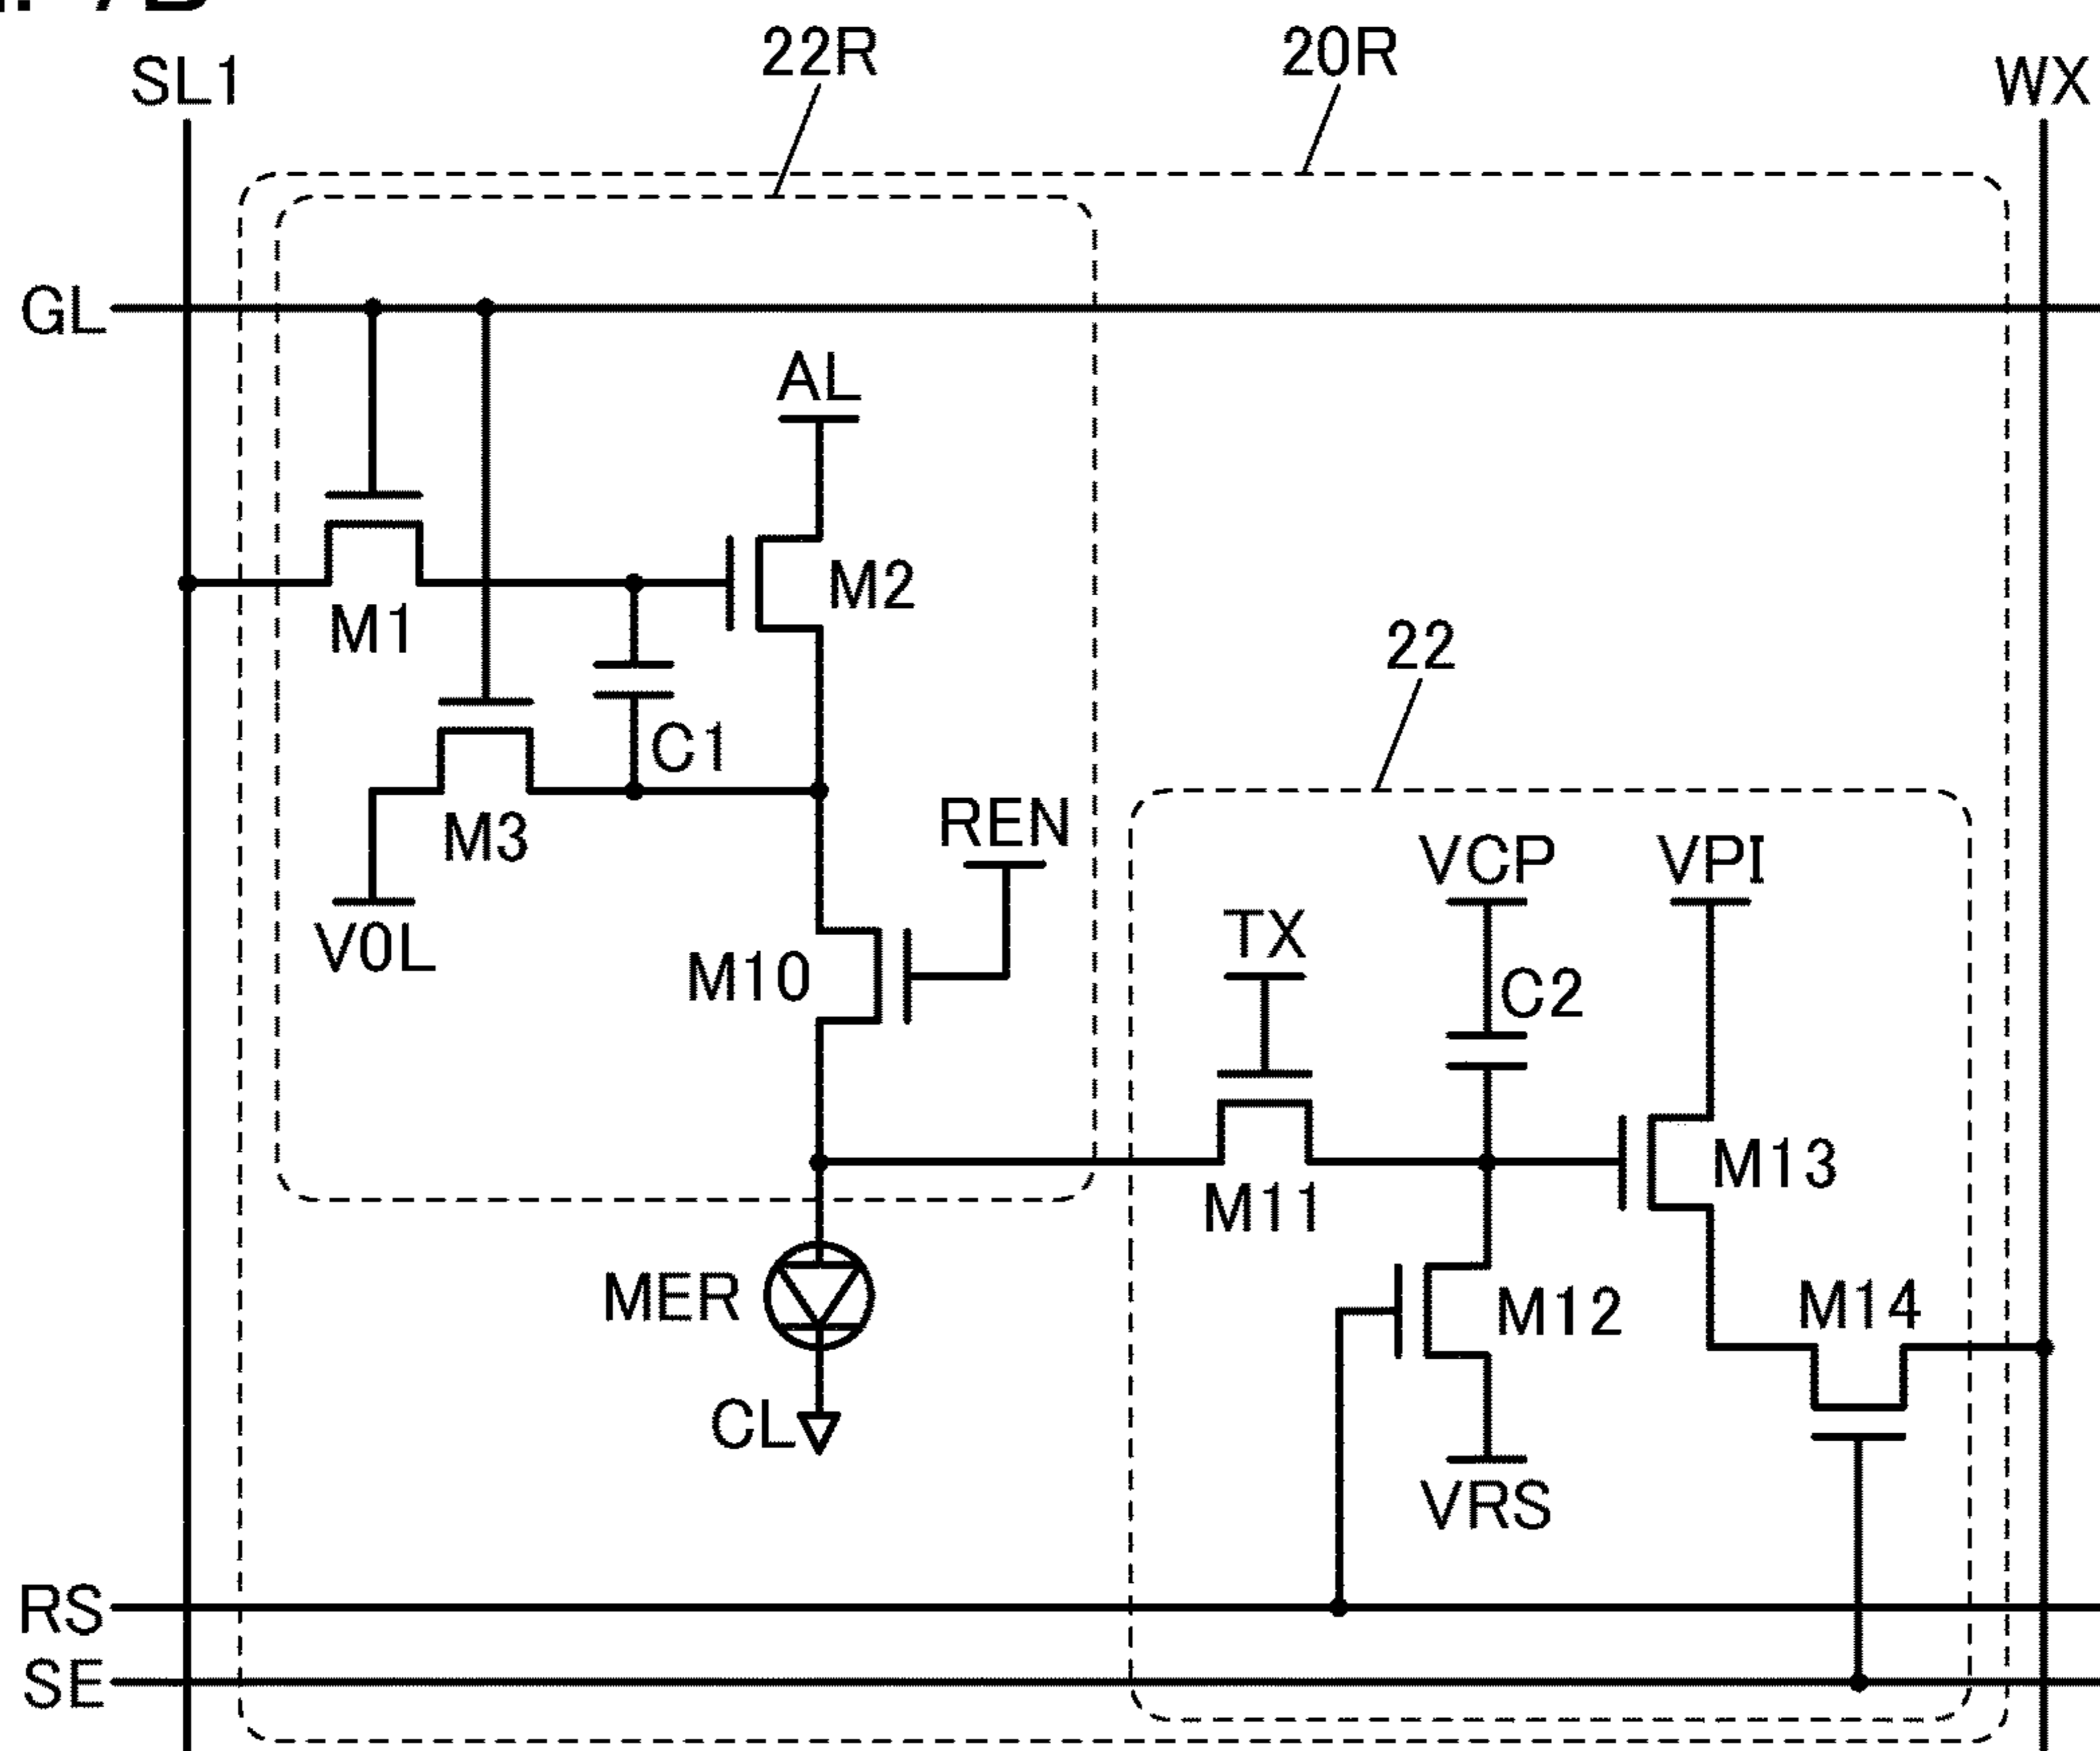 22R
20R
SL1
WX
GL
AL
M1
M2
22
C1
M3
REN
VCP
VPI
V0L
TX
M10
C2
M11
M13
MER
M12
M14
CL
VRS
RS
SE